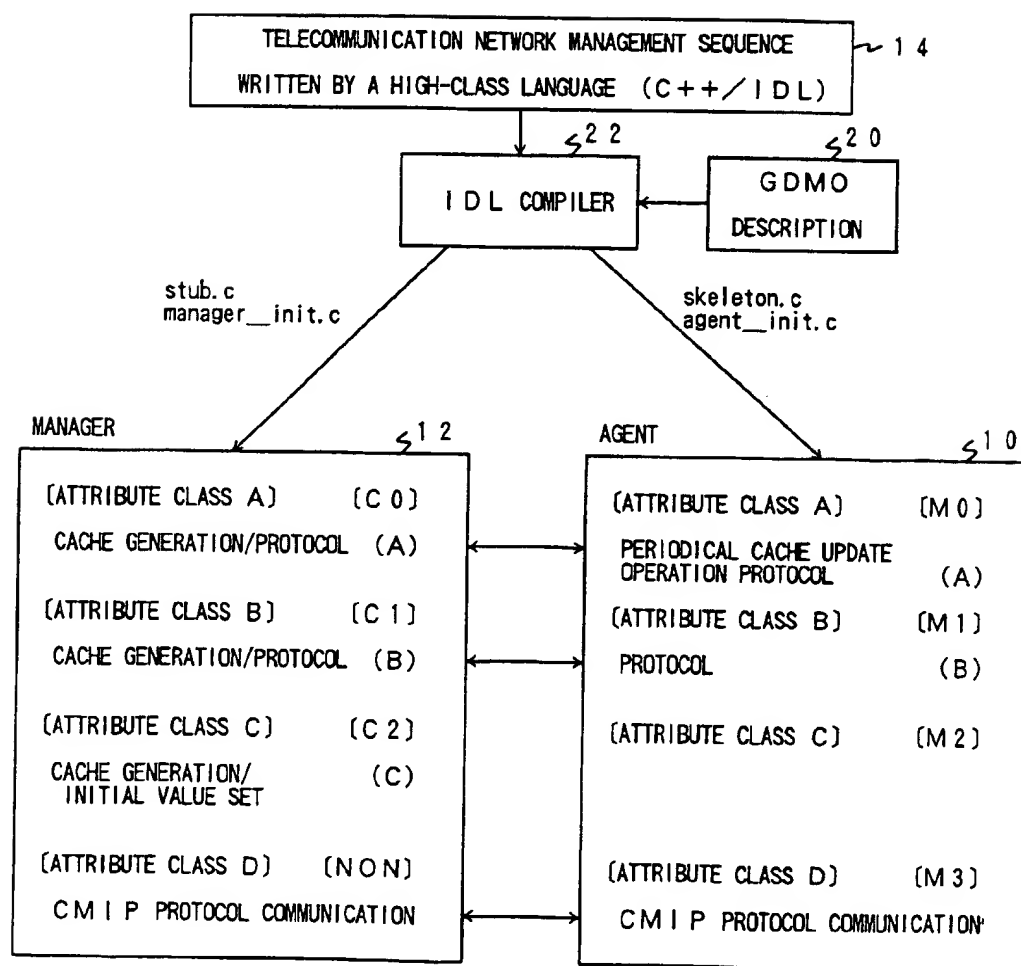 TELECOMMUNICATION NETWORK MANAGEMENT SEQUENCE
WRITTEN BY A HIGH-CLASS LANGUAGE (C++/IDL)
14
22
IDL COMPILER
20
GDMO
DESCRIPTION
stub.c
manager__init.c
skeleton.c
agent__init.c
MANAGER
12
[ATTRIBUTE CLASS A] [C0]
CACHE GENERATION/PROTOCOL (A)
[ATTRIBUTE CLASS B] [C1]
CACHE GENERATION/PROTOCOL (B)
[ATTRIBUTE CLASS C] [C2]
CACHE GENERATION/ (C)
INITIAL VALUE SET
[ATTRIBUTE CLASS D] [NON]
CMIP PROTOCOL COMMUNICATION
AGENT
10
[ATTRIBUTE CLASS A] [M0]
PERIODICAL CACHE UPDATE
OPERATION PROTOCOL (A)
[ATTRIBUTE CLASS B] [M1]
PROTOCOL (B)
[ATTRIBUTE CLASS C] [M2]
[ATTRIBUTE CLASS D] [M3]
CMIP PROTOCOL COMMUNICATION